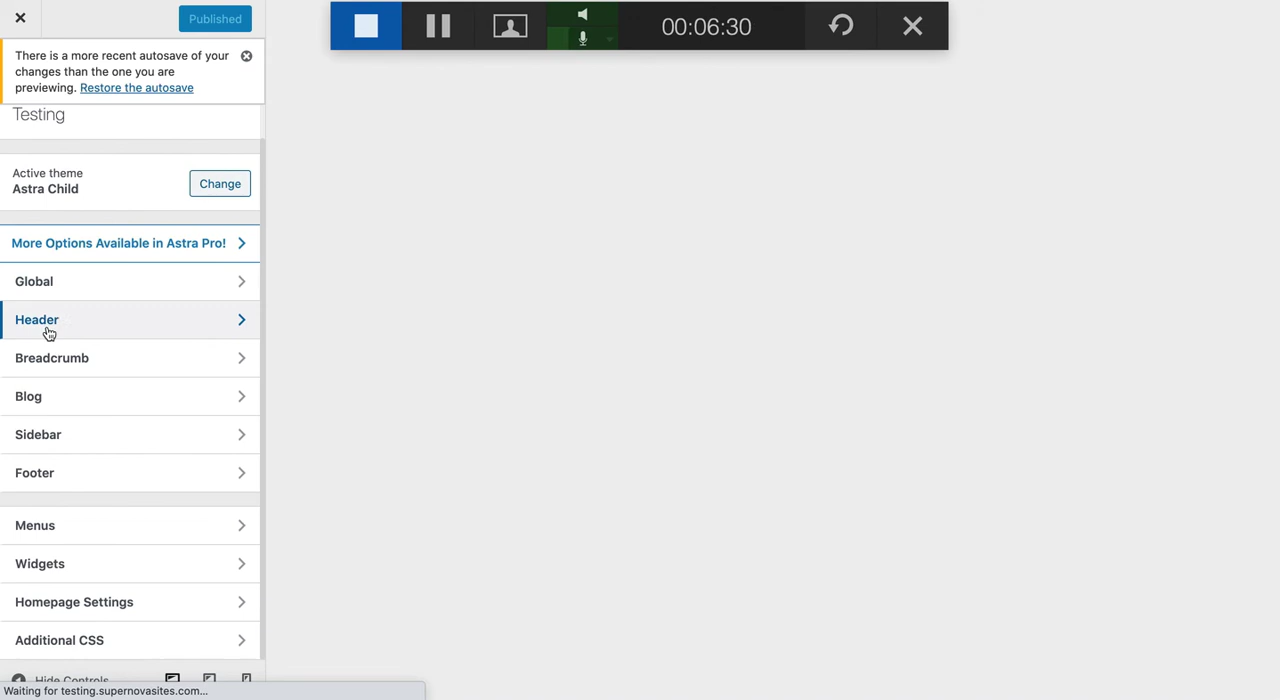 Published
00:06:30
There is a more recent autosave of your
changes than the one you are
previewing. Restore the autosave
Testing
Active theme
Astra Child
Change
More Options Available in Astra Pro!
Global
Header
Breadcrumb
Blog
Sidebar
Footer
Menus
Widgets
Homepage Settings
Additional CSS
Hide Controls
Waiting for testing.supernovasites.com...